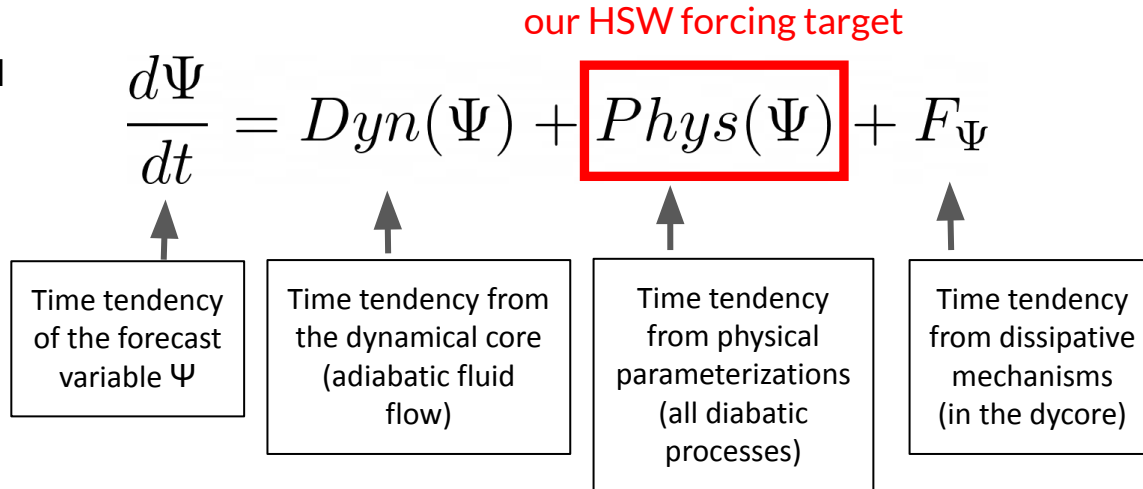 our HSW forcing target
dΨ/dt = Dyn(Ψ) + Phys(Ψ) + F_Ψ
Time tendency
of the forecast
variable Ψ
Time tendency from
the dynamical core
(adiabatic fluid
flow)
Time tendency
from physical
parameterizations
(all diabatic
processes)
Time tendency
from dissipative
mechanisms
(in the dycore)